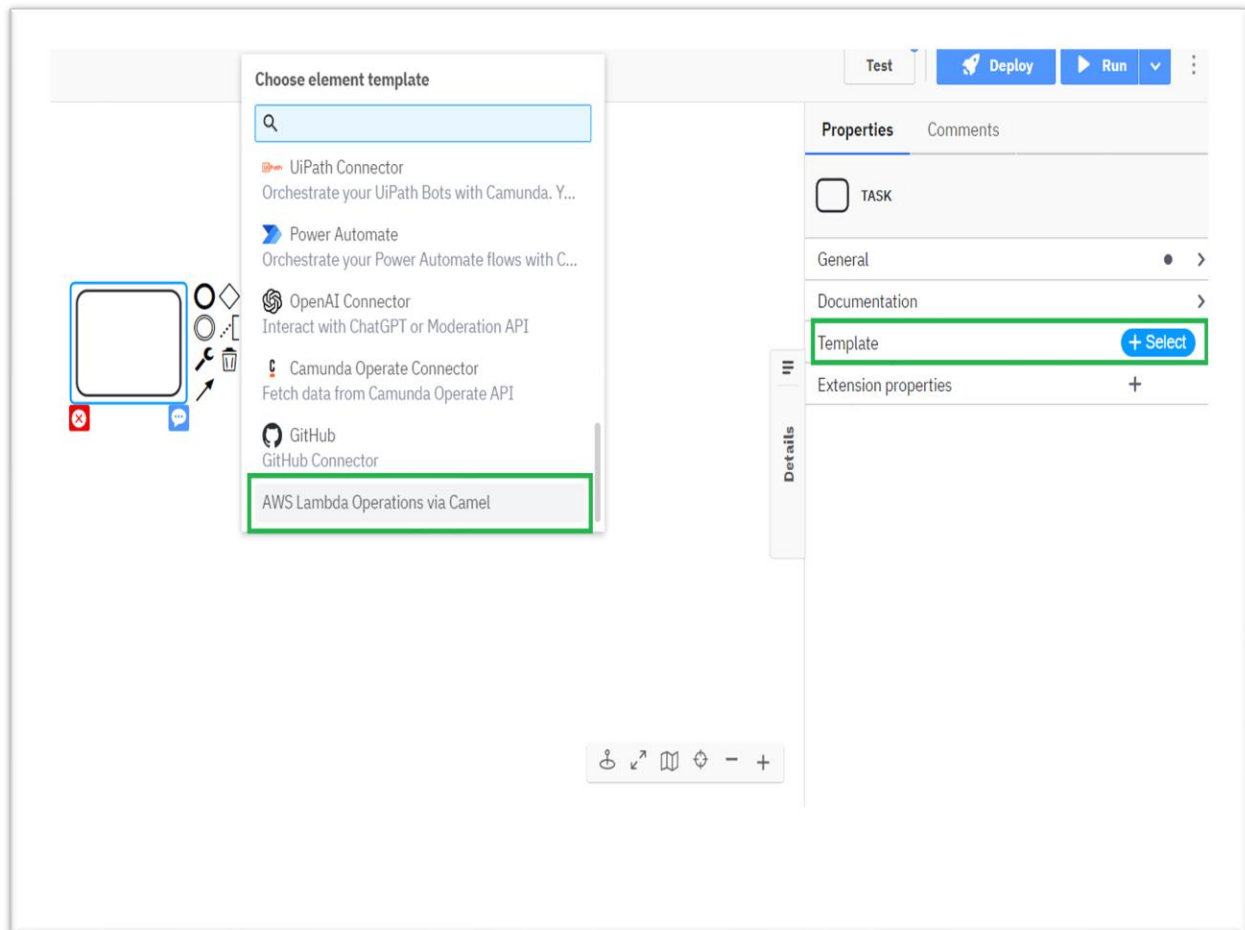 Choose element template
UiPath Connector
Orchestrate your UiPath Bots with Camunda. Y...
Power Automate
Orchestrate your Power Automate flows with C...
OpenAI Connector
Interact with ChatGPT or Moderation API
Camunda Operate Connector
Fetch data from Camunda Operate API
GitHub
GitHub Connector
AWS Lambda Operations via Camel
Test
Deploy
Run
Properties Comments
TASK
General
Documentation
Template + Select
Extension properties
Details